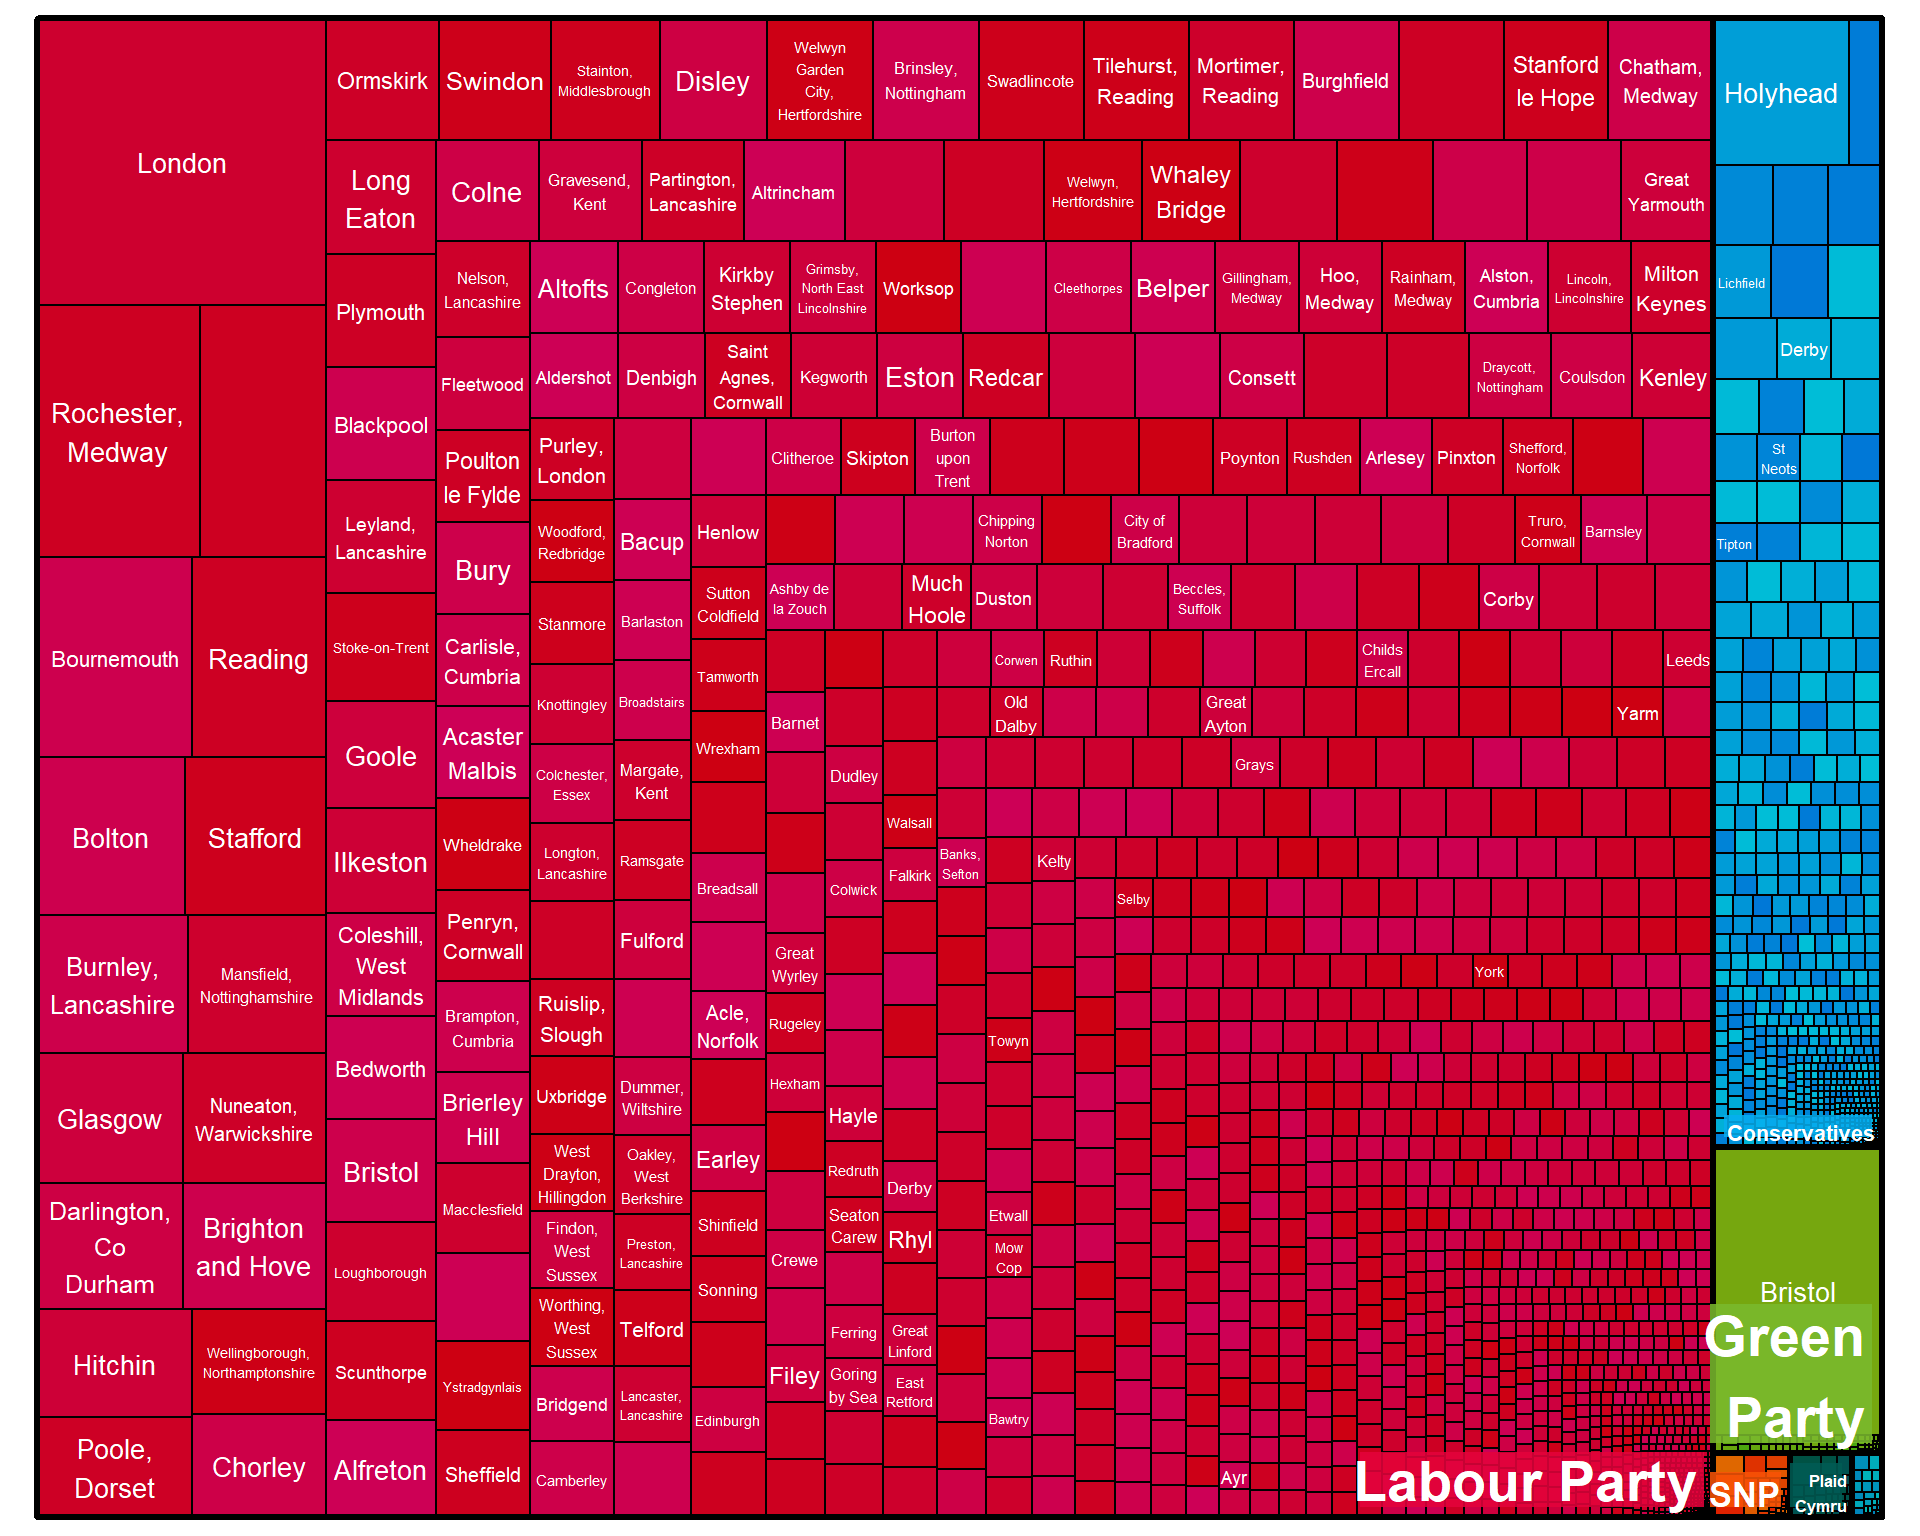 London
Ormskirk
Swindon
Stainton,
Middlesbrough
Disley
Welwyn
Garden
City,
Hertfordshire
Brinsley,
Nottingham
Swadlincote
Tilehurst,
Reading
Mortimer,
Reading
Burghfield
Stanford
le Hope
Chatham,
Medway
Holyhead
Long
Eaton
Colne
Gravesend,
Kent
Partington,
Lancashire
Altrincham
Welwyn,
Hertfordshire
Whaley
Bridge
Great
Yarmouth
Plymouth
Nelson,
Lancashire
Altofts
Congleton
Kirkby
Stephen
Grimsby,
North East
Lincolnshire
Worksop
Cleethorpes
Belper
Gillingham,
Medway
Hoo,
Medway
Rainham,
Medway
Alston,
Cumbria
Lincoln,
Lincolnshire
Milton
Keynes
Lichfield
Rochester,
Medway
Blackpool
Fleetwood
Aldershot
Denbigh
Saint
Agnes,
Cornwall
Kegworth
Eston
Redcar
Consett
Draycott,
Nottingham
Coulsdon
Kenley
Derby
Leyland,
Lancashire
Poulton
le Fylde
Purley,
London
Clitheroe
Skipton
Burton
upon
Trent
Poynton
Rushden
Arlesey
Pinxton
Shefford,
Norfolk
St
Neots
Bury
Woodford,
Redbridge
Bacup
Henlow
Chipping
Norton
City of
Bradford
Truro,
Cornwall
Barnsley
Tipton
Bournemouth
Reading
Stoke-on-Trent
Carlisle,
Cumbria
Stanmore
Barlaston
Sutton
Coldfield
Ashby de
la Zouch
Much
Hoole
Duston
Beccles,
Suffolk
Corby
Goole
Acaster
Malbis
Knottingley
Broadstairs
Tamworth
Corwen
Ruthin
Childs
Ercall
Leeds
Barnet
Old
Dalby
Great
Ayton
Yarm
Wrexham
Colchester,
Essex
Margate,
Kent
Dudley
Grays
Bolton
Stafford
Ilkeston
Wheldrake
Longton,
Lancashire
Ramsgate
Breadsall
Colwick
Walsall
Falkirk
Banks,
Sefton
Kelty
Selby
Burnley,
Lancashire
Mansfield,
Nottinghamshire
Coleshill,
West
Midlands
Penryn,
Cornwall
Fulford
Great
Wyrley
York
Brampton,
Cumbria
Ruislip,
Slough
Acle,
Norfolk
Rugeley
Towyn
Glasgow
Nuneaton,
Warwickshire
Bedworth
Brierley
Hill
Uxbridge
Dummer,
Wiltshire
Hexham
Hayle
Conservatives
Darlington,
Co
Durham
Brighton
and Hove
Bristol
Macclesfield
West
Drayton,
Hillingdon
Oakley,
West
Berkshire
Earley
Redruth
Derby
Loughborough
Findon,
West
Sussex
Preston,
Lancashire
Shinfield
Crewe
Seaton
Carew
Rhyl
Etwall
Mow
Cop
Bristol
Green
Party
Hitchin
Wellingborough,
Northamptonshire
Scunthorpe
Ystradgynlais
Worthing,
West
Sussex
Telford
Sonning
Filey
Ferring
Goring
by Sea
Great
Linford
East
Retford
Poole,
Dorset
Chorley
Alfreton
Sheffield
Bridgend
Camberley
Lancaster,
Lancashire
Edinburgh
Bawtry
Ayr
Labour Party
SNP
Plaid
Cymru